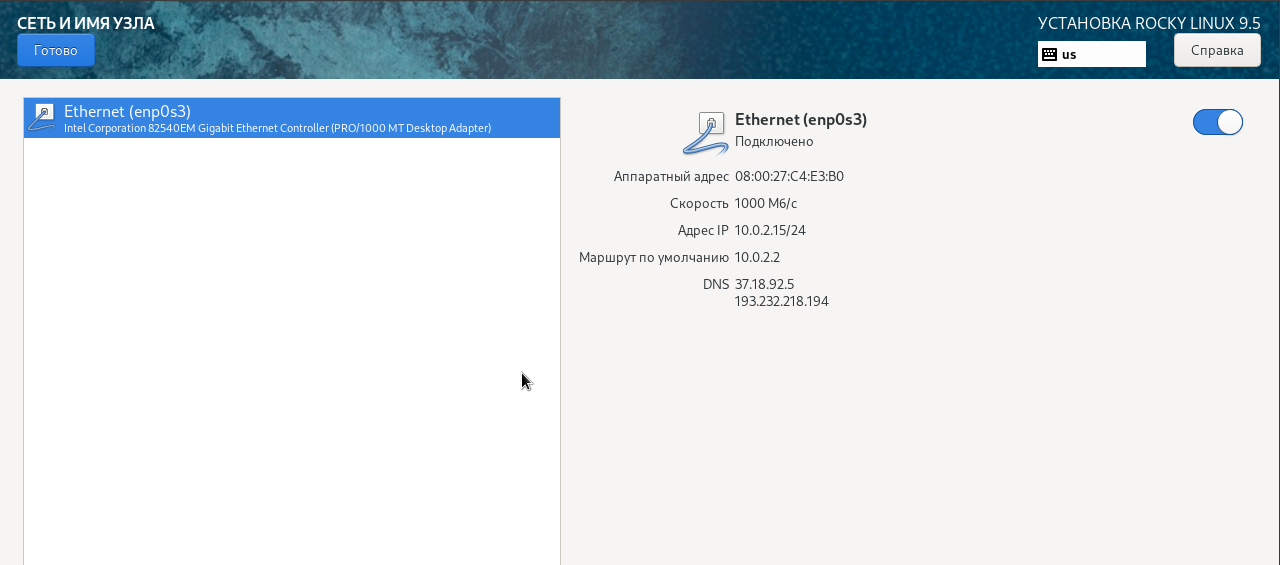 СЕТЬ И ИМЯ УЗЛА
УСТАНОВКА ROCKY LINUX 9.5
Готово
us
Справка
Ethernet (enp0s3)
Intel Corporation 82540EM Gigabit Ethernet Controller (PRO/1000 MT Desktop Adapter)
Ethernet (enp0s3)
Подключено
Аппаратный адрес 08:00:27:C4:E3:B0
Скорость 1000 Мб/с
Адрес IP 10.0.2.15/24
Маршрут по умолчанию 10.0.2.2
DNS 37.18.92.5
193.232.218.194